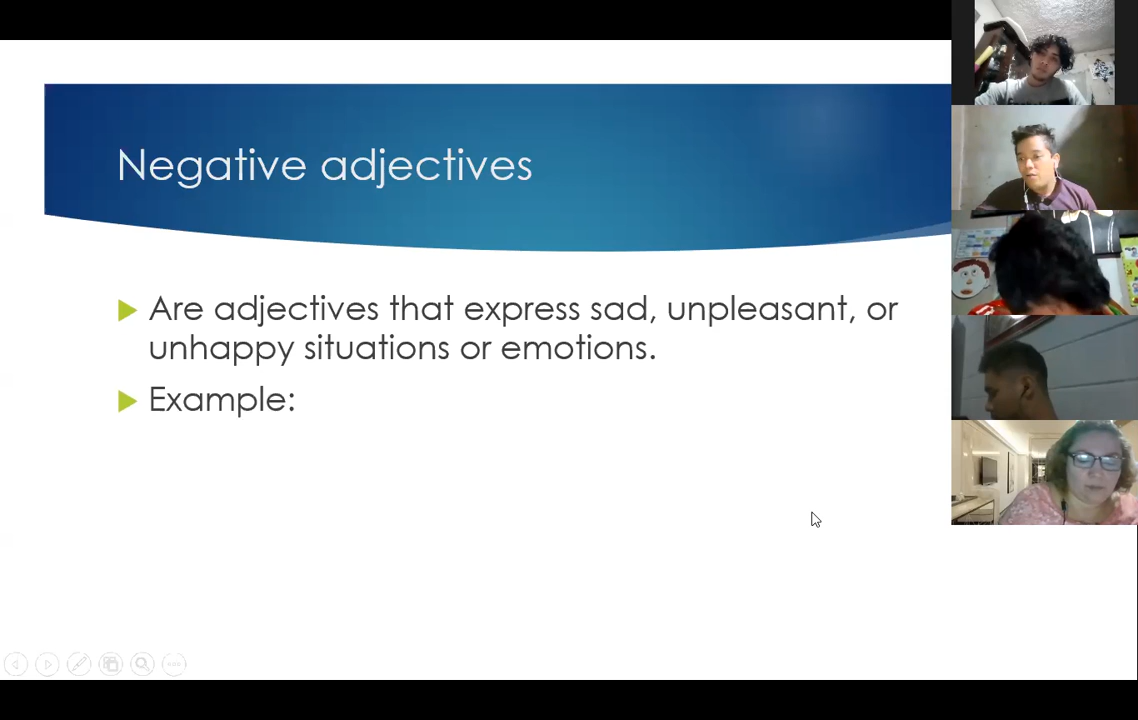 Negative adjectives
Are adjectives that express sad, unpleasant, or
unhappy situations or emotions.
Example: